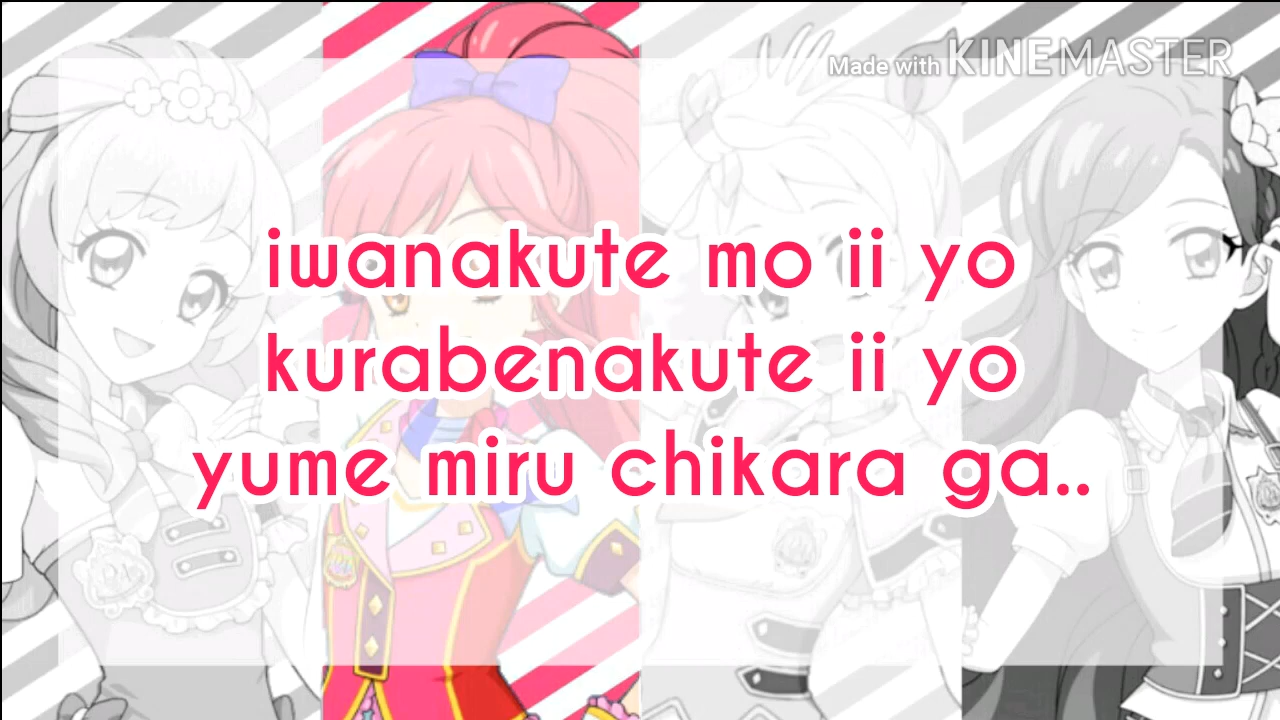 Made with KINEMASTER
iwanakute mo ii yo
kurabenakute ii yo
yume miru chikara ga..